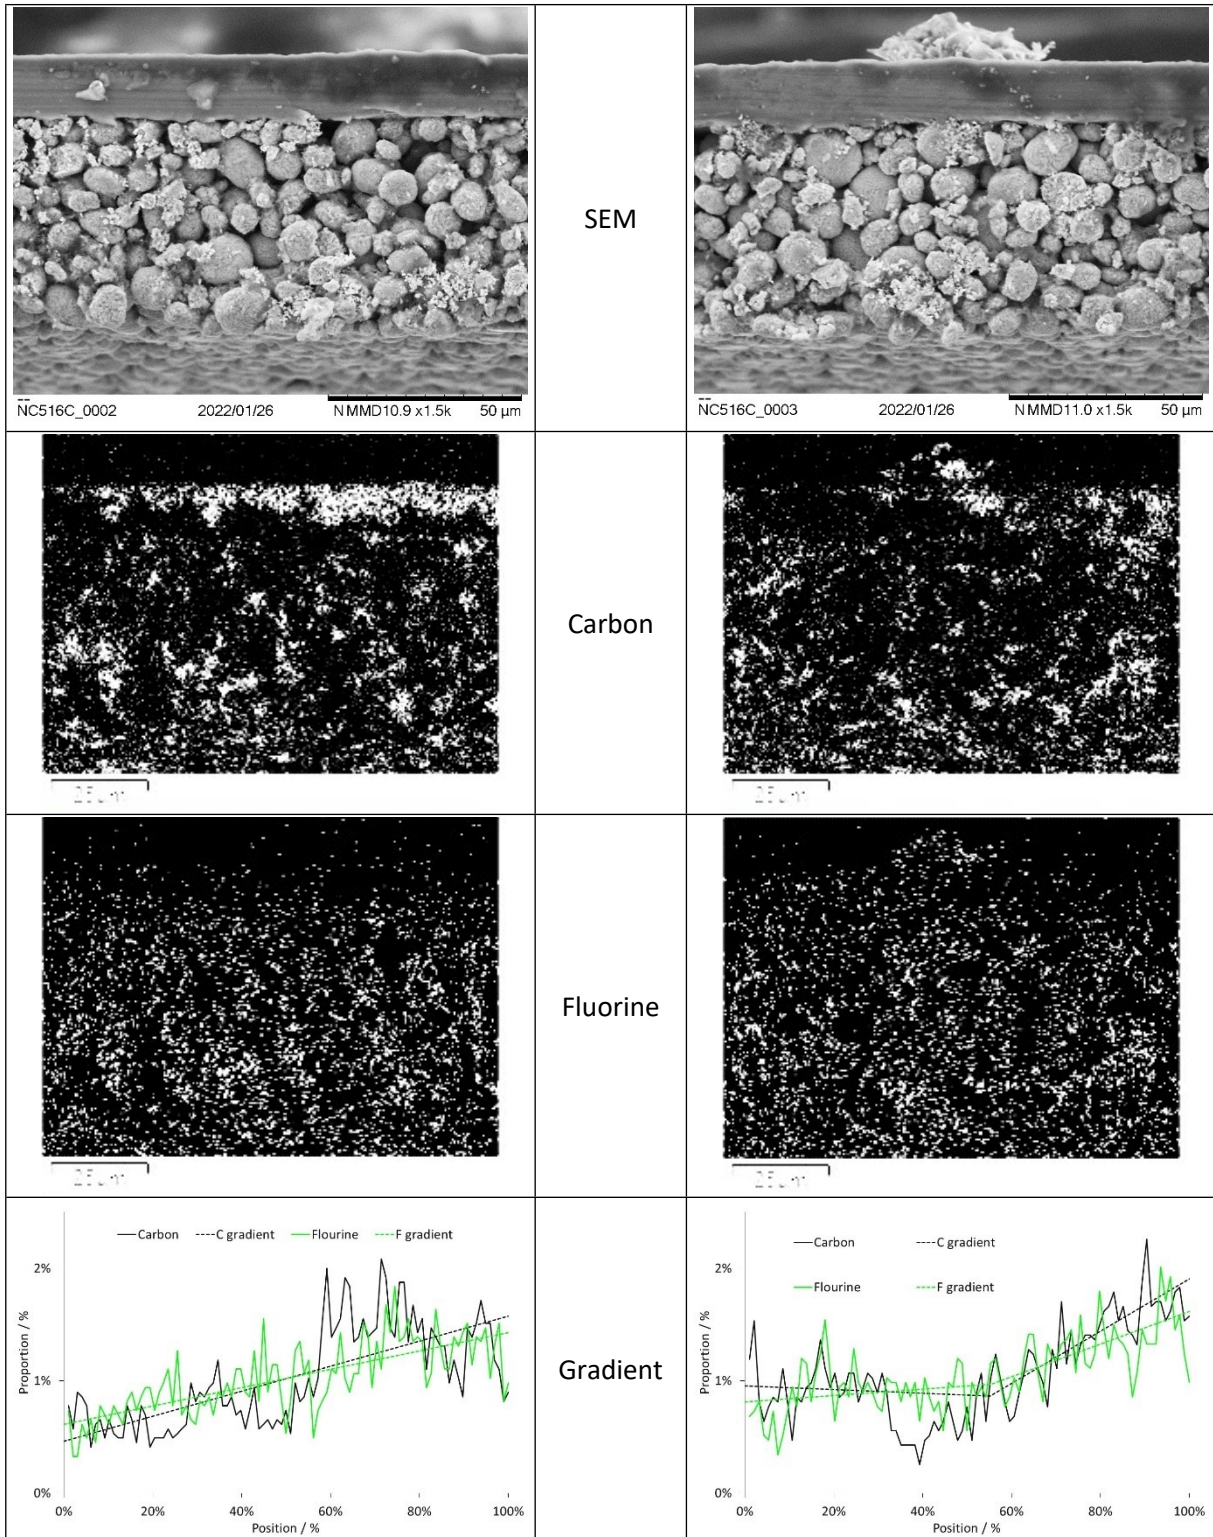 SEM
NC516C_0002 2022/01/26 NMMD10.9 x1.5k 50 µm
NC516C_0003 2022/01/26 NMMD11.0 x1.5k 50 µm
Carbon
Fluorine
Gradient
Carbon C gradient Flourine F gradient
2%
1%
0%
Proportion / %
0% 20% 40% 60% 80% 100%
Position / %
Carbon C gradient
Flourine F gradient
2%
1%
0%
Proportion / %
0% 20% 40% 60% 80% 100%
Position / %